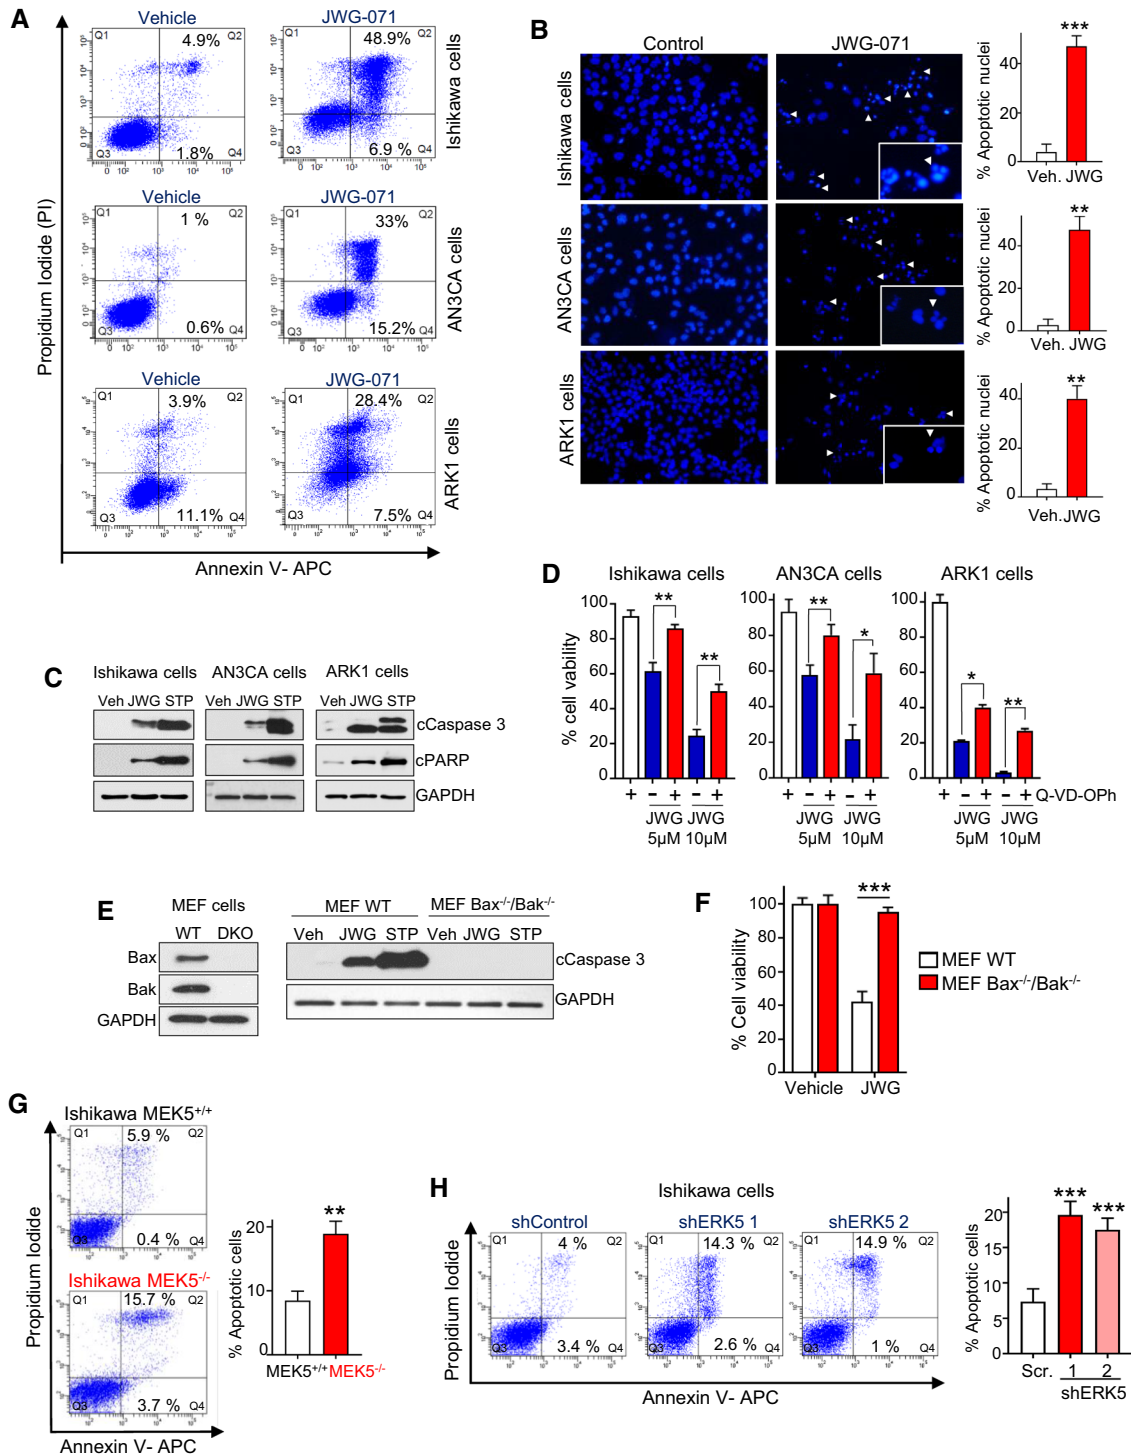 A
Vehicle
JWG-071
Q1
4.9%
Q2
Q3
1.8%
Q4
Q1
48.9%
Q2
Q3
6.9 %
Q4
Ishikawa cells
Vehicle
JWG-071
Q1
1 %
Q2
Q3
0.6%
Q4
Q1
33%
Q2
Q3
15.2%
Q4
AN3CA cells
Vehicle
JWG-071
Q1
3.9%
Q2
Q3
11.1%
Q4
Q1
28.4%
Q2
Q3
7.5%
Q4
ARK1 cells
Propidium Iodide (PI)
Annexin V- APC
B
Control
JWG-071
Ishikawa cells
AN3CA cells
ARK1 cells
% Apoptotic nuclei
40
20
0
***
Veh. JWG
% Apoptotic nuclei
40
20
0
**
Veh. JWG
% Apoptotic nuclei
40
20
0
**
Veh. JWG
C
Ishikawa cells
AN3CA cells
ARK1 cells
Veh JWG STP
Veh JWG STP
Veh JWG STP
cCaspase 3
cPARP
GAPDH
D
Ishikawa cells
AN3CA cells
ARK1 cells
% cell viability
100
80
60
40
20
0
**
**
+ - + - +
JWG 5µM
JWG 10µM
100
80
60
40
20
0
**
*
+ - + - +
JWG 5µM
JWG 10µM
100
80
60
40
20
0
*
**
+ - + - + Q-VD-OPh
JWG 5µM
JWG 10µM
E
MEF cells
WT DKO
Bax
Bak
GAPDH
MEF WT
MEF Bax-/-/Bak-/-
Veh JWG STP Veh JWG STP
cCaspase 3
GAPDH
F
% Cell viability
100
80
60
40
20
0
***
Vehicle
JWG
MEF WT
MEF Bax-/-/Bak-/-
G
Ishikawa MEK5+/+
Q1
5.9 %
Q2
Q3
0.4 %
Q4
Ishikawa MEK5-/-
Q1
15.7 %
Q2
Q3
3.7 %
Q4
Propidium Iodide
Annexin V- APC
% Apoptotic cells
20
10
0
**
MEK5+/+ MEK5-/-
H
Ishikawa cells
shControl
shERK5 1
shERK5 2
Q1
4 %
Q2
Q3
3.4 %
Q4
Q1
14.3 %
Q2
Q3
2.6 %
Q4
Q1
14.9 %
Q2
Q3
1 %
Q4
Propidium Iodide
Annexin V- APC
% Apoptotic cells
20
15
10
5
0
***
***
Scr. 1 2
shERK5